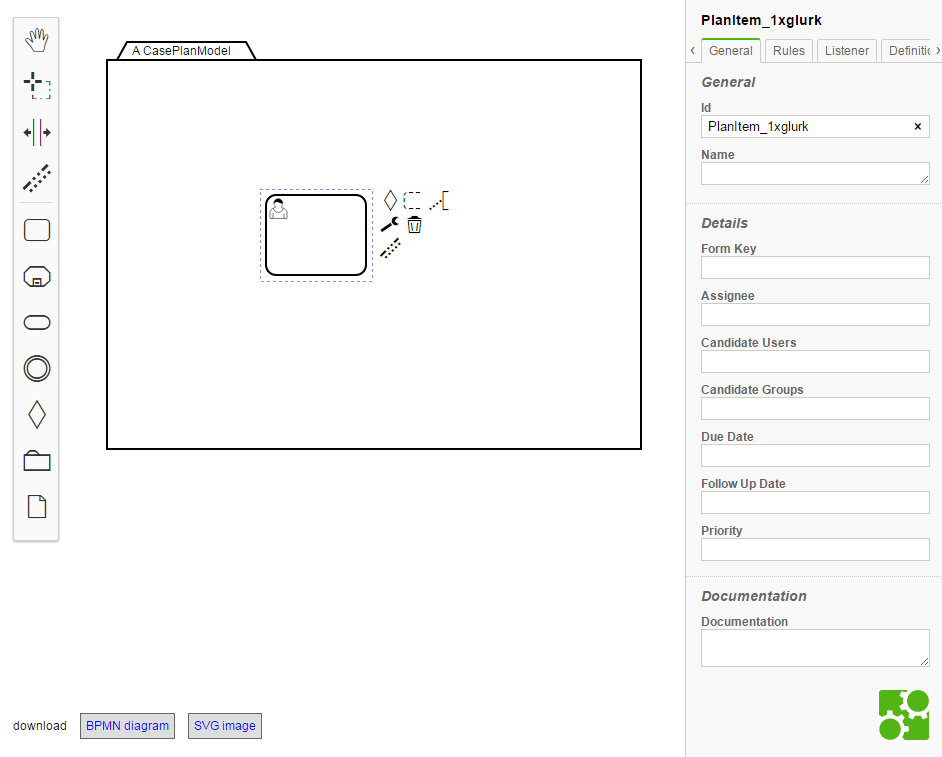 A CasePlanModel
download
BPMN diagram
SVG image
PlanItem_1xglurk
‹
General
Rules
Listener
Definitic
›
General
Id
PlanItem_1xglurk
×
Name
Details
Form Key
Assignee
Candidate Users
Candidate Groups
Due Date
Follow Up Date
Priority
Documentation
Documentation